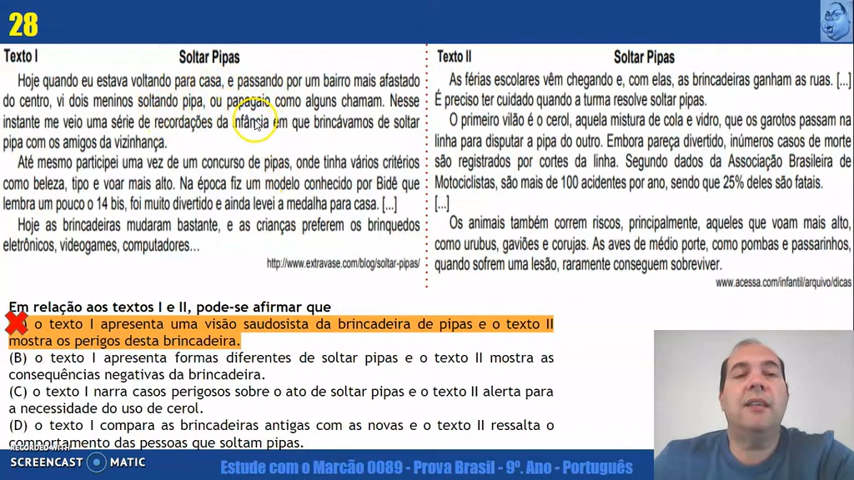 28
Texto I
Soltar Pipas
Hoje quando eu estava voltando para casa, e passando por um bairro mais afastado
do centro, vi dois meninos soltando pipa, ou papagaio como alguns chamam. Nesse
instante me veio uma série de recordações da infância em que brincávamos de soltar
pipa com os amigos da vizinhança.
Até mesmo participei uma vez de um concurso de pipas, onde tinha vários critérios
como beleza, tipo e voar mais alto. Na época fiz um modelo conhecido por Bidê que
lembra um pouco o 14 bis, foi muito divertido e ainda levei a medalha para casa. [...]
Hoje as brincadeiras mudaram bastante, e as crianças preferem os brinquedos
eletrônicos, videogames, computadores...
http://www.extravase.com/blog/soltar-pipas/
Texto II
Soltar Pipas
As férias escolares vêm chegando e, com elas, as brincadeiras ganham as ruas. [...]
É preciso ter cuidado quando a turma resolve soltar pipas.
O primeiro vilão é o cerol, aquela mistura de cola e vidro, que os garotos passam na
linha para disputar a pipa do outro. Embora pareça divertido, inúmeros casos de morte
são registrados por cortes da linha. Segundo dados da Associação Brasileira de
Motociclistas, são mais de 100 acidentes por ano, sendo que 25% deles são fatais.
[...]
Os animais também correm riscos, principalmente, aqueles que voam mais alto,
como urubus, gaviões e corujas. As aves de médio porte, como pombas e passarinhos,
quando sofrem uma lesão, raramente conseguem sobreviver.
www.acessa.com/infantil/arquivo/dicas
Em relação aos textos I e II, pode-se afirmar que
o texto I apresenta uma visão saudosista da brincadeira de pipas e o texto II
mostra os perigos desta brincadeira.
(B) o texto I apresenta formas diferentes de soltar pipas e o texto II mostra as
consequências negativas da brincadeira.
(C) o texto I narra casos perigosos sobre o ato de soltar pipas e o texto II alerta para
a necessidade do uso de cerol.
(D) o texto I compara as brincadeiras antigas com as novas e o texto II ressalta o
comportamento das pessoas que soltam pipas.
RECORDED WITH
SCREENCAST MATIC
Estude com o Marcão 0089 - Prova Brasil - 9º. Ano - Português